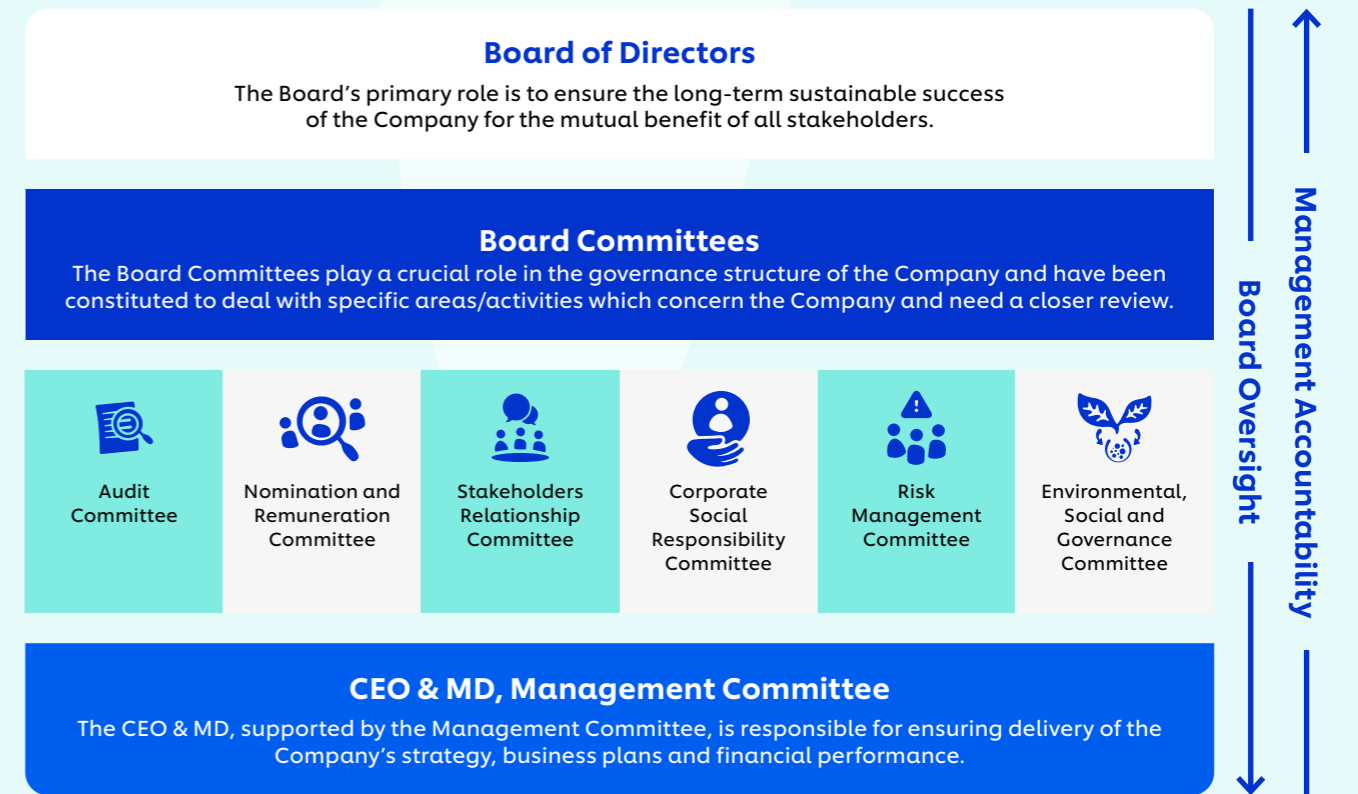 Board of Directors
The Board’s primary role is to ensure the long-term sustainable success
of the Company for the mutual benefit of all stakeholders.
Board Committees
The Board Committees play a crucial role in the governance structure of the Company and have been
constituted to deal with specific areas/activities which concern the Company and need a closer review.
Audit
Committee
Nomination and
Remuneration
Committee
Stakeholders
Relationship
Committee
Corporate
Social
Responsibility
Committee
Risk
Management
Committee
Environmental,
Social and
Governance
Committee
CEO & MD, Management Committee
The CEO & MD, supported by the Management Committee, is responsible for ensuring delivery of the
Company’s strategy, business plans and financial performance.
Board Oversight
Management Accountability